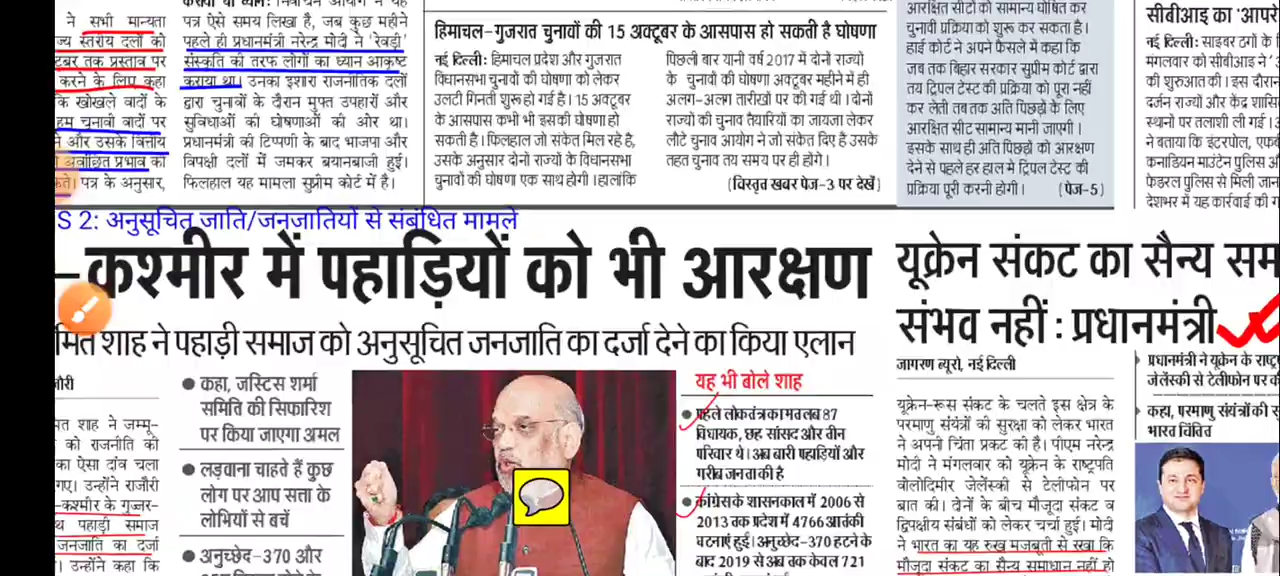 ने सभी मान्यता
ज्य स्तरीय दलों को
टबर तक प्रस्ताव पर
करने के लिए कहा
कि खोखले वादों के
हम चुनावी वादों पर
ने और उसके वित्तीय
अवांछित प्रभाव को
कते। पत्र के अनुसार,
पत्र ऐसे समय लिखा है, जब कुछ महीने
पहले ही प्रधानमंत्री नरेन्द्र मोदी ने 'रेवड़ी'
संस्कृति की तरफ लोगों का ध्यान आकृष्ट
कराया था। उनका इशारा राजनीतिक दलों
द्वारा चुनावों के दौरान मुफ्त उपहारों और
सुविधाओं की घोषणाओं की ओर था।
प्रधानमंत्री की टिप्पणी के बाद भाजपा और
विपक्षी दलों में जमकर बयानबाजी हुई।
फिलहाल यह मामला सुप्रीम कोर्ट में है।
हिमाचल-गुजरात चुनावों की 15 अक्टूबर के आसपास हो सकती है घोषणा
नई दिल्ली: हिमाचल प्रदेश और गुजरात
विधानसभा चुनावों की घोषणा को लेकर
उलटी गिनती शुरू हो गई है। 15 अक्टूबर
के आसपास कभी भी इसकी घोषणा हो
सकती है। फिलहाल जो संकेत मिल रहे है,
उसके अनुसार दोनों राज्यों के विधानसभा
चुनावों की घोषणा एक साथ होगी। हालांकि
पिछली बार यानी वर्ष 2017 में दोनों राज्यों
के चुनावों की घोषणा अक्टूबर महीने में ही
अलग-अलग तारीखों पर की गई थी। दोनों
राज्यों की चुनाव तैयारियों का जायजा लेकर
लौटे चुनाव आयोग ने जो संकेत दिए है उसके
तहत चुनाव तय समय पर ही होंगे।
(विस्तृत खबर पेज-3 पर देखें)
आरक्षित सीटों को सामान्य घोषित कर
चुनावी प्रक्रिया को शुरू कर सकता है।
हाई कोर्ट ने अपने फैसले में कहा कि
जब तक बिहार सरकार सुप्रीम कोर्ट द्वारा
तय ट्रिपल टेस्ट की प्रक्रिया को पूरा नहीं
कर लेती तब तक अति पिछड़ों के लिए
आरक्षित सीट सामान्य मानी जाएगी।
इसके साथ ही अति पिछड़ों को आरक्षण
देने से पहले हर हाल मे ट्रिपल टेस्ट की
प्रक्रिया पूरी करनी होगी। (पेज-5)
सीबीआइ का 'आपरे
नई दिल्ली: साइबर ठगों के
मंगलवार को सीबीआइ ने
की शुरुआत की। इस दौरान
दर्जन राज्यों और केंद्र शासि
स्थानों पर तलाशी ली गई।
ने बताया कि इंटरपोल, एफब
कनाडियन माउंटेन पुलिस
फेडरल पुलिस से मिली जान
देशभर में यह कार्रवाई की ग
S 2: अनुसूचित जाति/जनजातियों से संबंधित मामले
-कश्मीर में पहाड़ियों को भी आरक्षण
मित शाह ने पहाड़ी समाज को अनुसूचित जनजाति का दर्जा देने का किया एलान
जौरी
मत शाह ने जम्मू-
को राजनीति को
का ऐसा दांव चला
गए। उन्होंने राजौरी
-कश्मीर के गुज्जर-
थ पहाड़ी समाज
जनजाति का दर्जा
। उन्होंने कहा कि
● कहा, जस्टिस शर्मा
समिति की सिफारिश
पर किया जाएगा अमल
● लड़वाना चाहते हैं कुछ
लोग पर आप सत्ता के
लोभियों से बचें
● अनुच्छेद-370 और
यह भी बोले शाह
● पहले लोकतंत्र का मतलब 87
विधायक, छह सांसद और तीन
परिवार थे। अब बारी पहाड़ियों और
गरीब जनता की है
● कांग्रेस के शासनकाल में 2006 से
2013 तक प्रदेश में 4766 आतंकी
घटनाएं हुई। अनुच्छेद-370 हटने के
बाद 2019 से अब तक केवल 721
यूक्रेन संकट का सैन्य सम
संभव नहीं : प्रधानमंत्री
जागरण ब्यूरो, नई दिल्ली
यूक्रेन-रूस संकट के चलते इस क्षेत्र के
परमाणु संयंत्रों की सुरक्षा को लेकर भारत
ने अपनी चिंता प्रकट की है। पीएम नरेन्द्र
मोदी ने मंगलवार को यूक्रेन के राष्ट्रपति
वोलोदिमीर जेलेंस्की से टेलीफोन पर
बात की। दोनों के बीच मौजूदा संकट व
द्विपक्षीय संबंधों को लेकर चर्चा हुई। मोदी
ने भारत का यह रुख मजबूती से रखा कि
मौजूदा संकट का सैन्य समाधान नहीं हो
प्रधानमंत्री ने यूक्रेन के राष्ट्र
जेलेंस्की से टेलीफोन पर क
कहा, परमाणु संयंत्रों की सु
भारत चिंतित